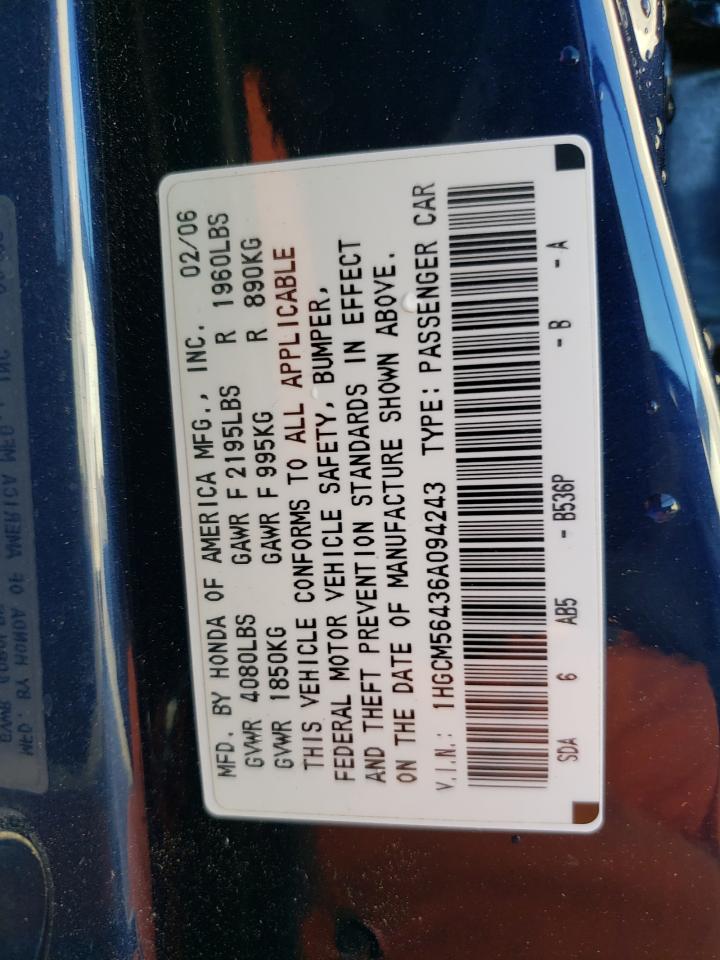 MFD. BY HONDA OF AMERICA MFG., INC. 02/06
GVWR 4080LBS GAWR F 2195LBS R 1960LBS
GVWR 1850KG GAWR F 995KG R 890KG
THIS VEHICLE CONFORMS TO ALL APPLICABLE
FEDERAL MOTOR VEHICLE SAFETY, BUMPER,
AND THEFT PREVENTION STANDARDS IN EFFECT
ON THE DATE OF MANUFACTURE SHOWN ABOVE.
V.I.N.: 1HGCM56436A094243 TYPE: PASSENGER CAR
SDA 6 AB5 - B536P - B - A